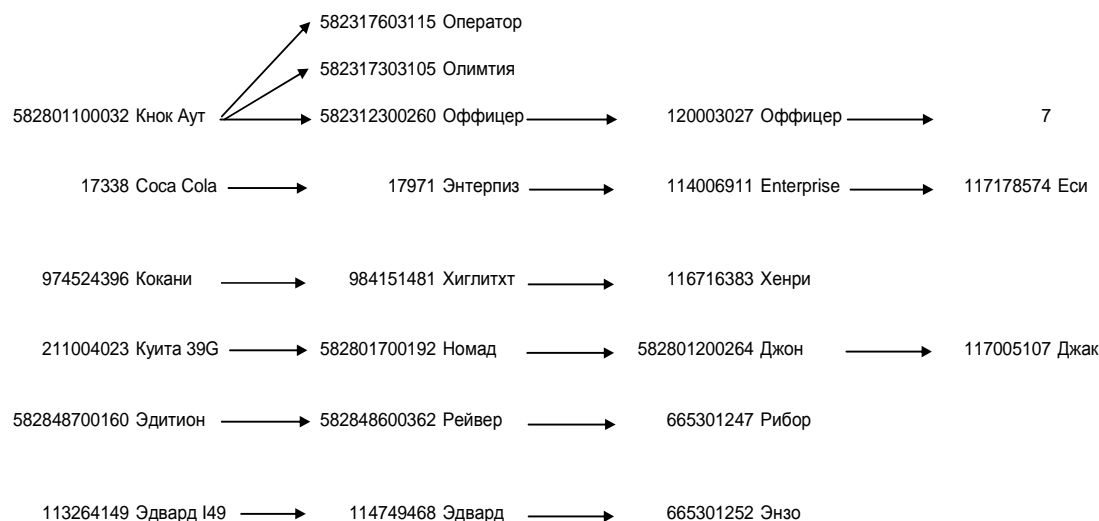 582317603115 Оператор
582317303105 Олимтия
582801100032 Кнок Аут 582312300260 Оффицер 120003027 Оффицер 7
17338 Coca Cola 17971 Энтерпиз 114006911 Enterprise 117178574 Еси
974524396 Кокани 984151481 Хиглитхт 116716383 Хенри
211004023 Куита 39G 582801700192 Номад 582801200264 Джон 117005107 Джак
582848700160 Эдитион 582848600362 Рейвер 665301247 Рибор
113264149 Эдвард I49 114749468 Эдвард 665301252 Энзо